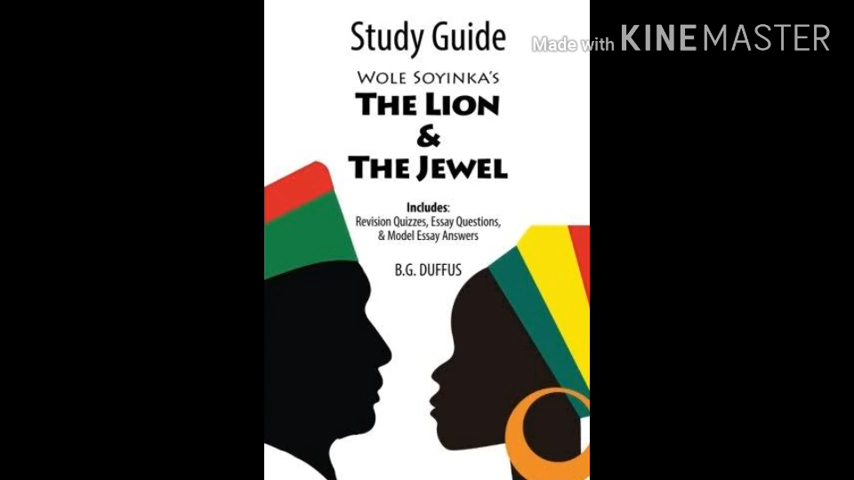 Study Guide
Made with KINEMASTER
WOLE SOYINKA'S
THE LION
&
THE JEWEL
Includes:
Revision Quizzes, Essay Questions,
& Model Essay Answers
B.G. DUFFUS